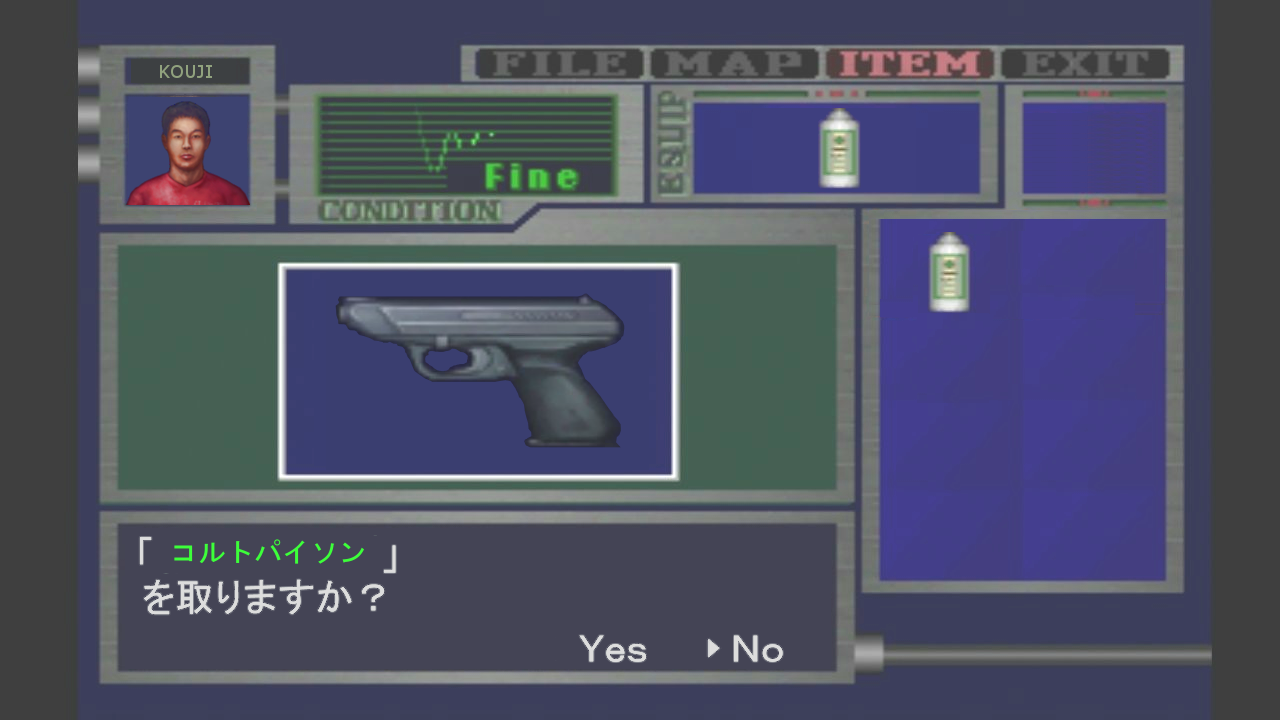 KOUJI
FILE MAP ITEM EXIT
EQUIP
Fine
CONDITION
「 コルトパイソン 」
を取りますか？
Yes ▶No